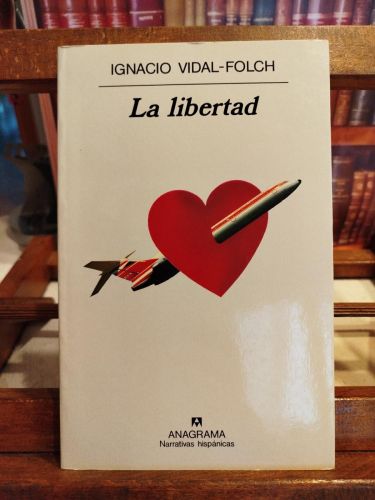 IGNACIO VIDAL-FOLCH
La libertad
ANAGRAMA
Narrativas hispánicas